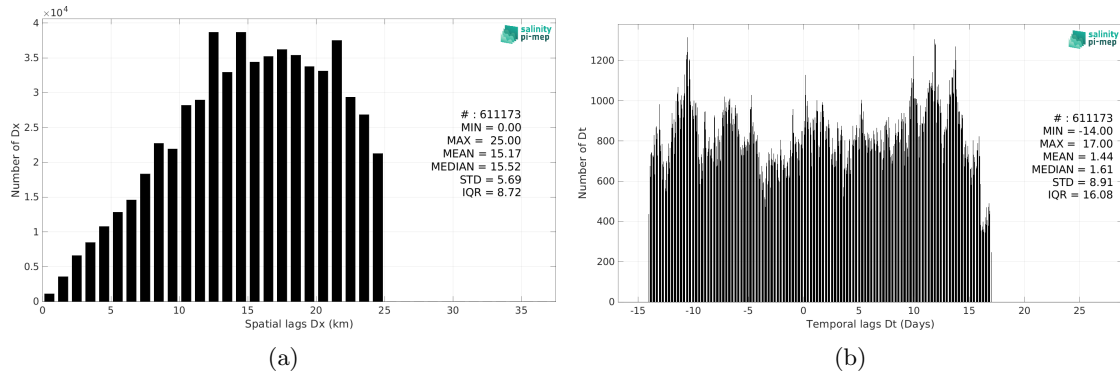 ×10⁴
4
3.5
3
2.5
2
1.5
1
0.5
0
Number of Dx
0 5 10 15 20 25 30 35
Spatial lags Dx (km)
salinity
pi-mep
# : 611173
MIN = 0.00
MAX = 25.00
MEAN = 15.17
MEDIAN = 15.52
STD = 5.69
IQR = 8.72
(a)
1200
1000
800
600
400
200
0
Number of Dt
-15 -10 -5 0 5 10 15 20 25
Temporal lags Dt (Days)
salinity
pi-mep
# : 611173
MIN = -14.00
MAX = 17.00
MEAN = 1.44
MEDIAN = 1.61
STD = 8.91
IQR = 16.08
(b)